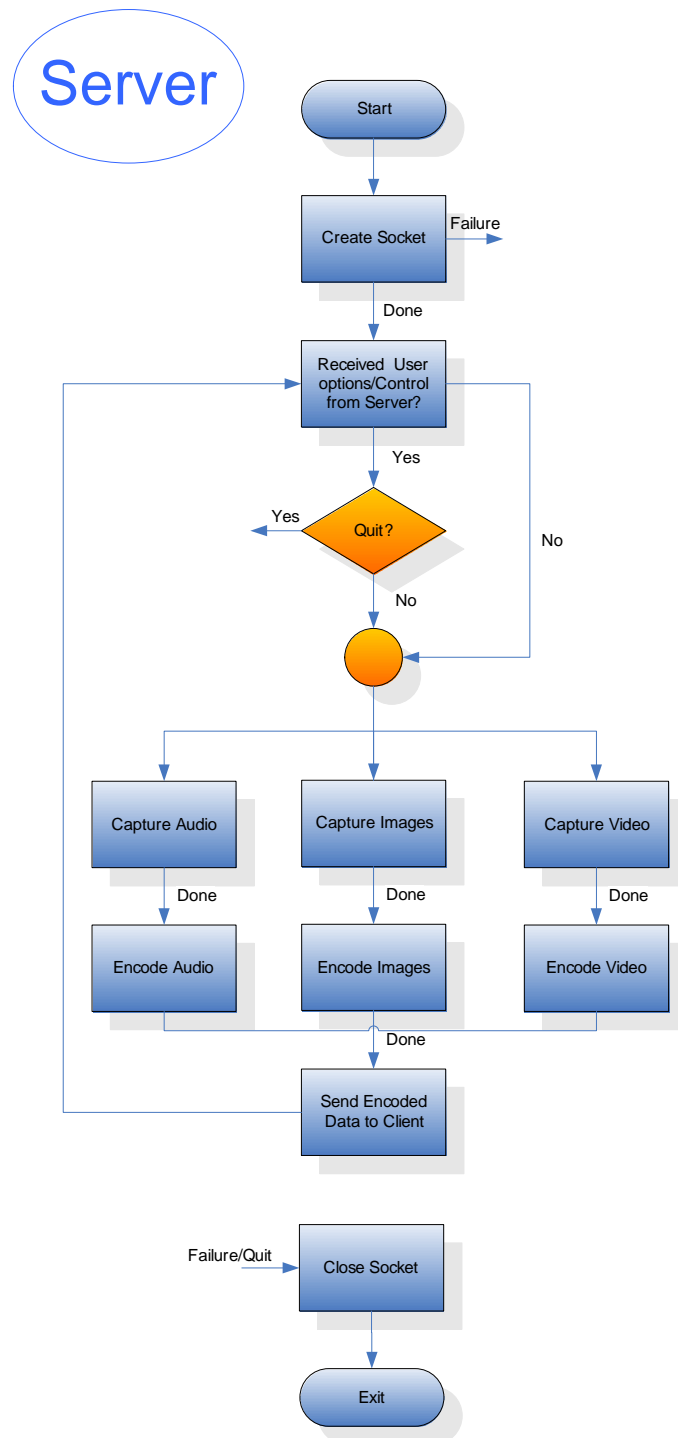 Server
Start
Create Socket
Failure
Done
Received User
options/Control
from Server?
Yes
Yes
Quit?
No
No
Capture Audio
Capture Images
Capture Video
Done
Done
Done
Encode Audio
Encode Images
Encode Video
Done
Send Encoded
Data to Client
Failure/Quit
Close Socket
Exit